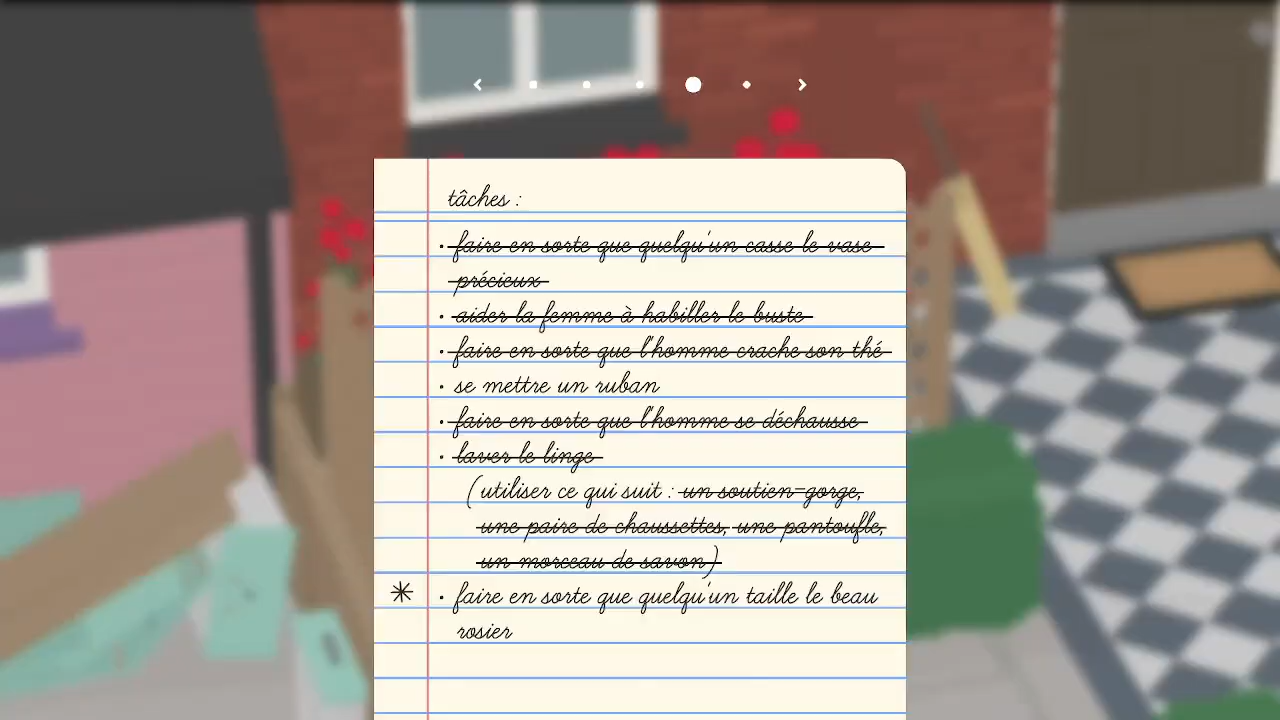 tâches :
• faire en sorte que quelqu'un casse le vase
précieux
• aider la femme à habiller le buste
• faire en sorte que l'homme crache son thé
• se mettre un ruban
• faire en sorte que l'homme se déchausse
• laver le linge
(utiliser ce qui suit : un soutien-gorge,
une paire de chaussettes, une pantoufle,
un morceau de savon)
• faire en sorte que quelqu'un taille le beau
rosier